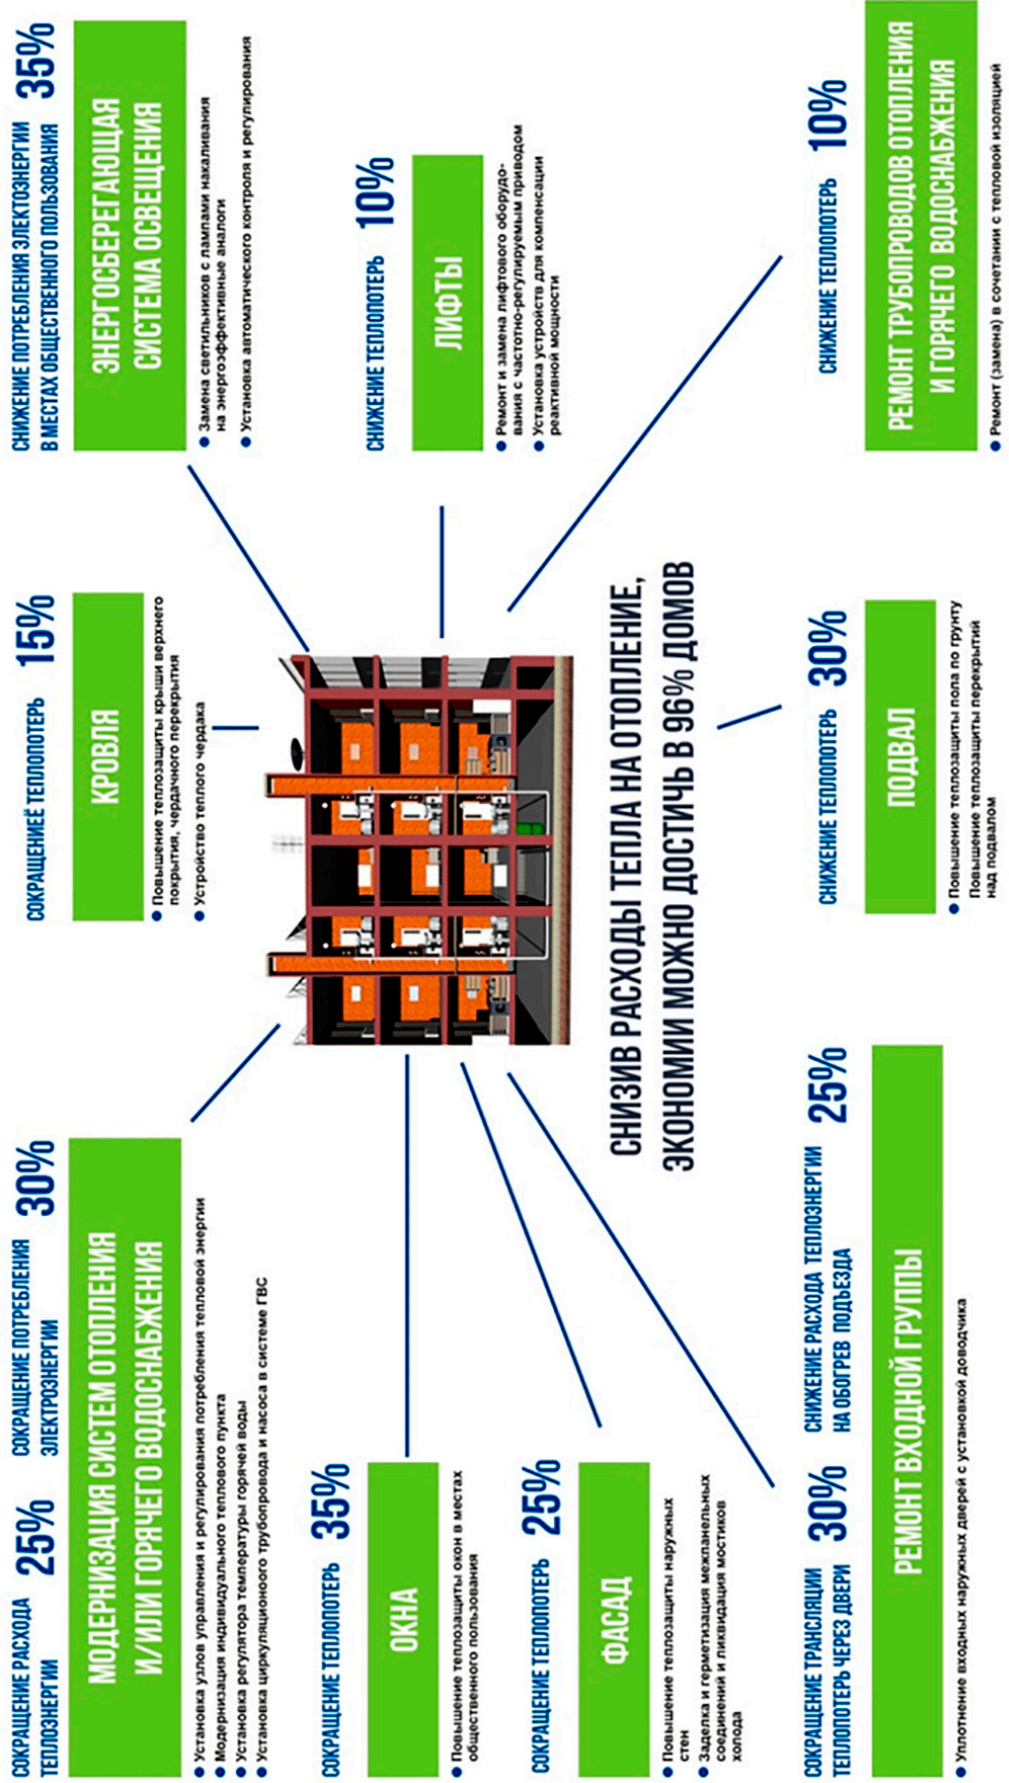 СОКРАЩЕНИЕ РАСХОДА
ТЕПЛОЭНЕРГИИ
25%
СОКРАЩЕНИЕ ПОТРЕБЛЕНИЯ
ЭЛЕКТРОЭНЕРГИИ
30%
МОДЕРНИЗАЦИЯ СИСТЕМ ОТОПЛЕНИЯ
И/ИЛИ ГОРЯЧЕГО ВОДОСНАБЖЕНИЯ
• Установка узлов управления и регулирования потребления тепловой энергии
• Модернизация индивидуального теплового пункта
• Установка регулятора температуры горячей воды
• Установка циркуляционного трубопровода и насоса в системе ГВС
СОКРАЩЕНИЕЁ ТЕПЛОПОТЕРЬ
15%
КРОВЛЯ
• Повышение теплозащиты крыши верхнего
покрытия, чердачного перекрытия
• Устройство теплого чердака
СНИЖЕНИЕ ПОТРЕБЛЕНИЯ ЭЛЕКТОЭНЕРГИИ
В МЕСТАХ ОБЩЕСТВЕННОГО ПОЛЬЗОВАНИЯ
35%
ЭНЕРГОСБЕРЕГАЮЩАЯ
СИСТЕМА ОСВЕЩЕНИЯ
• Замена светильников с лампами накаливания
на энергоэффективные аналоги
• Установка автоматического контроля и регулирования
СОКРАЩЕНИЕ ТЕПЛОПОТЕРЬ
35%
ОКНА
• Повышение теплозащиты окон в местах
общественного пользования
СНИЖЕНИЕ ТЕПЛОПОТЕРЬ
10%
ЛИФТЫ
• Ремонт и замена лифтового оборудо-
вания с частотно-регулируемым приводом
• Установка устройств для компенсации
реактивной мощности
СОКРАЩЕНИЕ ТЕПЛОПОТЕРЬ
25%
ФАСАД
• Повышение теплозащиты наружных
стен
• Заделка и герметизация межпанельных
соединений и ликвидация мостиков
холода
СНИЗИВ РАСХОДЫ ТЕПЛА НА ОТОПЛЕНИЕ,
ЭКОНОМИИ МОЖНО ДОСТИЧЬ В 96% ДОМОВ
СОКРАЩЕНИЕ ТРАНСЛЯЦИИ
ТЕПЛОПОТЕРЬ ЧЕРЕЗ ДВЕРИ
30%
СНИЖЕНИЕ РАСХОДА ТЕПЛОЭНЕРГИИ
НА ОБОГРЕВ ПОДЪЕЗДА
25%
РЕМОНТ ВХОДНОЙ ГРУППЫ
• Уплотнение входных наружных дверей с установкой доводчика
СНИЖЕНИЕ ТЕПЛОПОТЕРЬ
30%
ПОДВАЛ
• Повышение теплозащиты пола по грунту
Повышение теплозащиты перекрытий
над подвалом
СНИЖЕНИЕ ТЕПЛОПОТЕРЬ
10%
РЕМОНТ ТРУБОПРОВОДОВ ОТОПЛЕНИЯ
И ГОРЯЧЕГО ВОДОСНАБЖЕНИЯ
• Ремонт (замена) в сочетании с тепловой изоляцией